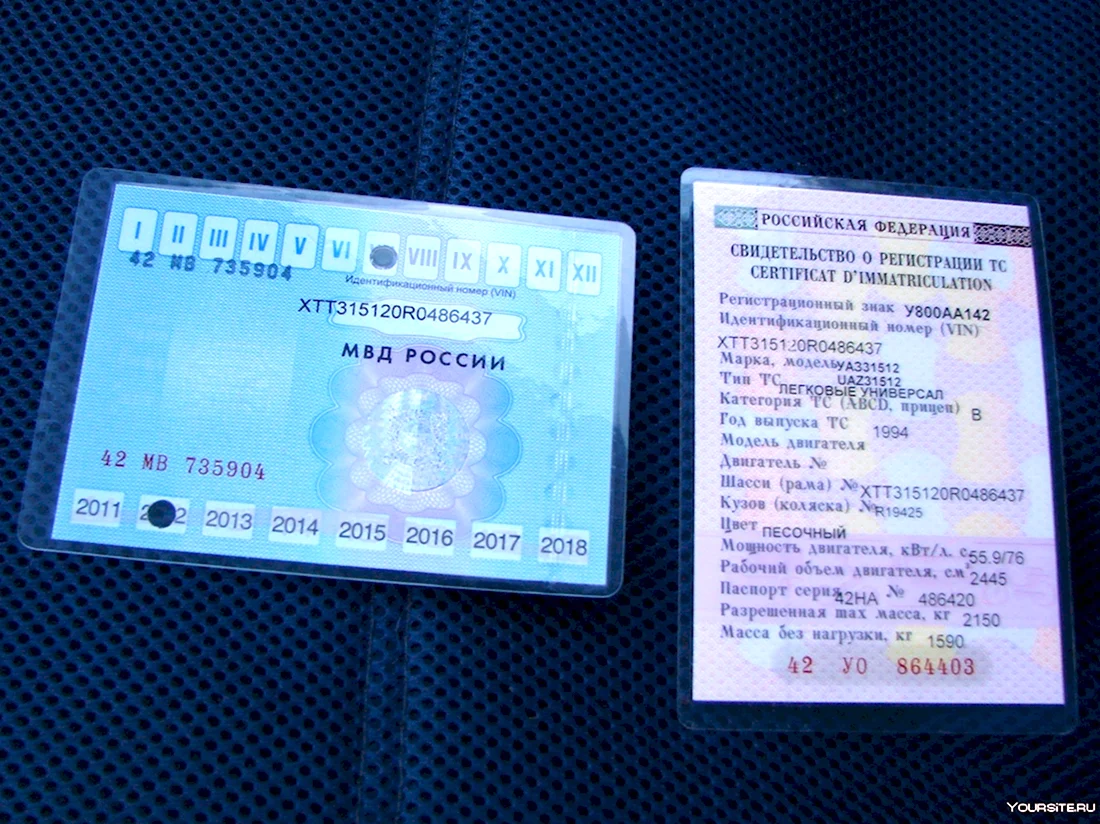 I II III IV V VI VIII IX X XI XII
42 МВ 735904
Идентификационный номер (VIN)
XTT315120R0486437
МВД РОССИИ
42 МВ 735904
2011 2013 2014 2015 2016 2017 2018
РОССИЙСКАЯ ФЕДЕРАЦИЯ
СВИДЕТЕЛЬСТВО О РЕГИСТРАЦИИ ТС
CERTIFICAT D'IMMATRICULATION
Регистрационный знак У800АА142
Идентификационный номер (VIN)
XTT315120R0486437
Марка, модель УАЗ31512
UAZ31512
Тип ТС ЛЕГКОВЫЕ УНИВЕРСАЛ
Категория ТС (ABCD, прицеп) B
Год выпуска ТС 1994
Модель двигателя
Двигатель №
Шасси (рама) № XTT315120R0486437
Кузов (коляска) № R19425
Цвет ПЕСОЧНЫЙ
Мощность двигателя, кВт/л. с. 55.9/76
Рабочий объем двигателя, см³ 2445
Паспорт серия 42НА № 486420
Разрешенная max масса, кг 2150
Масса без нагрузки, кг 1590
42 УО 864403
YOURSITE.RU